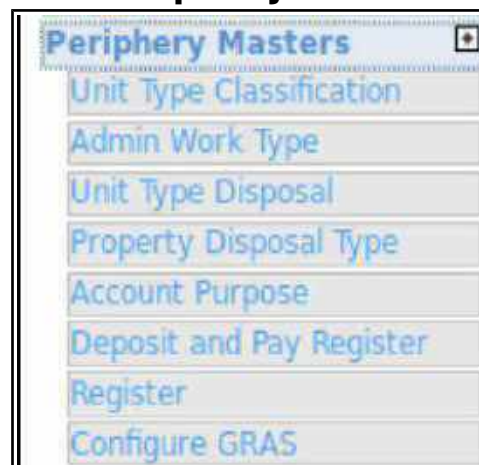 Periphery Masters
Unit Type Classification
Admin Work Type
Unit Type Disposal
Property Disposal Type
Account Purpose
Deposit and Pay Register
Register
Configure GRAS